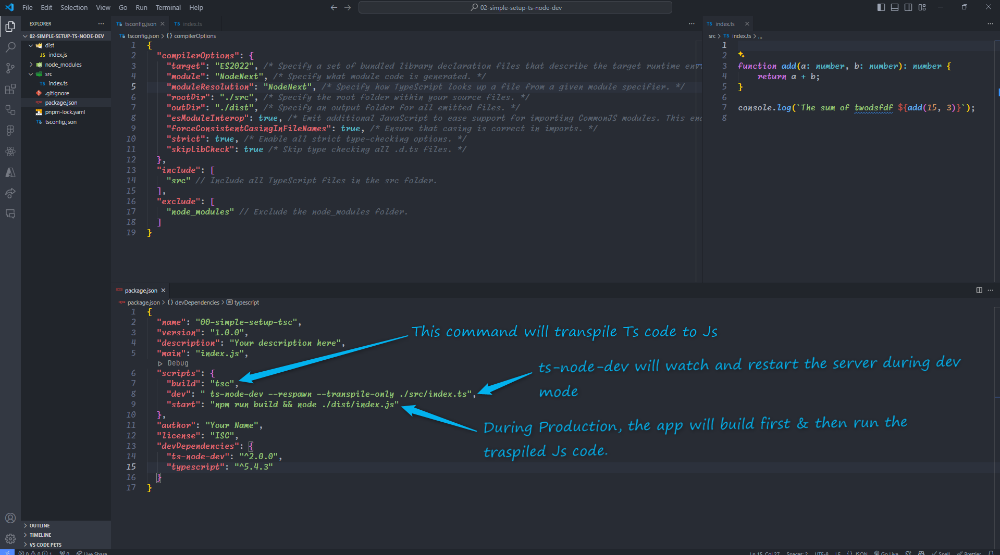 File Edit Selection View Go Run Terminal Help
02-simple-setup-ts-node-dev
EXPLORER
02-SIMPLE-SETUP-TS-NODE-DEV
dist
JS index.js
node_modules
src
TS index.ts
.gitignore
package.json
pnpm-lock.yaml
tsconfig.json
OUTLINE
TIMELINE
VS CODE PETS
tsconfig.json
TS index.ts
tsconfig.json > {} compilerOptions
1 {
2 "compilerOptions": {
3 "target": "ES2022", /* Specify a set of bundled library declaration files that describe the target runtime envi
4 "module": "NodeNext", /* Specify what module code is generated. */
5 "moduleResolution": "NodeNext", /* Specify how TypeScript looks up a file from a given module specifier. */
6 "rootDir": "./src", /* Specify the root folder within your source files. */
7 "outDir": "./dist", /* Specify an output folder for all emitted files. */
8 "esModuleInterop": true, /* Emit additional JavaScript to ease support for importing CommonJS modules. This ena
9 "forceConsistentCasingInFileNames": true, /* Ensure that casing is correct in imports. */
10 "strict": true, /* Enable all strict type-checking options. */
11 "skipLibCheck": true /* Skip type checking all .d.ts files. */
12 },
13 "include": [
14 "src" // Include all TypeScript files in the src folder.
15 ],
16 "exclude": [
17 "node_modules" // Exclude the node_modules folder.
18 ]
19 }
TS index.ts
src > TS index.ts > ...
1
2
3 function add(a: number, b: number): number {
4 return a + b;
5 }
6
7 console.log(`The sum of twodsfdf ${add(15, 3)}`);
8
package.json
package.json > {} devDependencies > typescript
1 {
2 "name": "00-simple-setup-tsc",
3 "version": "1.0.0",
4 "description": "Your description here",
5 "main": "index.js",
Debug
6 "scripts": {
7 "build": "tsc",
8 "dev": " ts-node-dev --respawn --transpile-only ./src/index.ts",
9 "start": "npm run build && node ./dist/index.js"
10 },
11 "author": "Your Name",
12 "license": "ISC",
13 "devDependencies": {
14 "ts-node-dev": "^2.0.0",
15 "typescript": "^5.4.3"
16 }
17 }
This command will transpile Ts code to Js
ts-node-dev will watch and restart the server during dev
mode
During Production, the app will build first & then run the
traspiled Js code.
0 0 1 0 Live Share
Ln 15, Col 27 Spaces: 2 UTF-8 LF {} JSON Go Live Spell Prettier